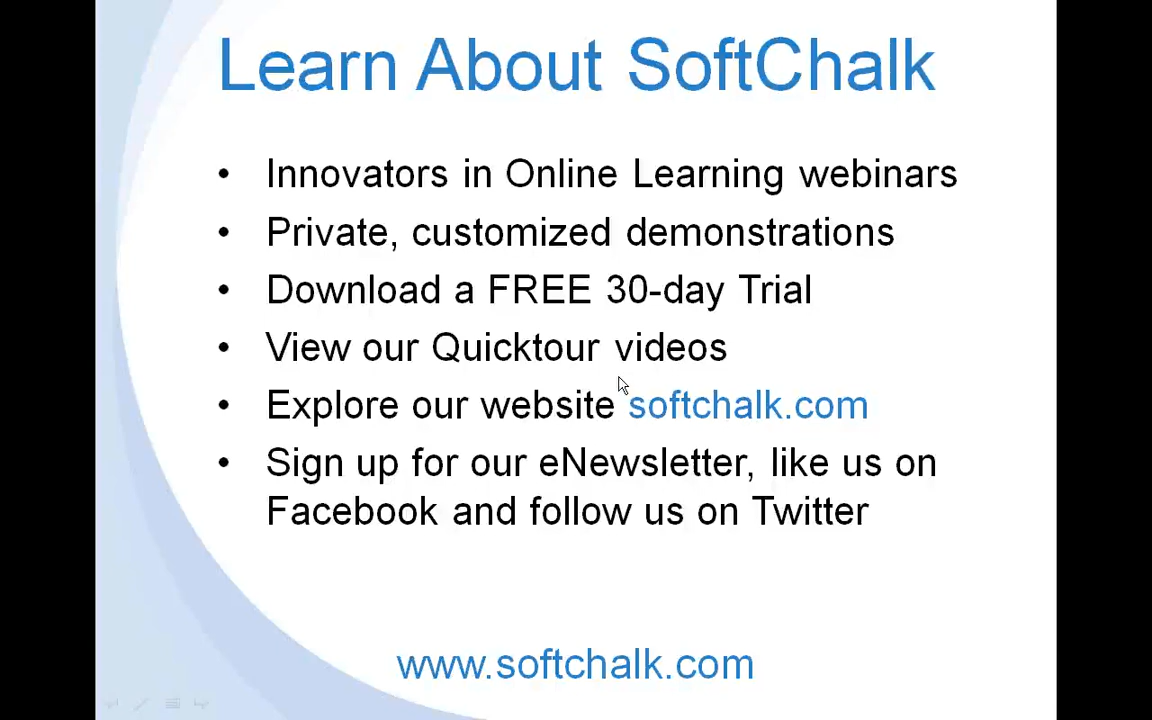 Learn About SoftChalk
• Innovators in Online Learning webinars
• Private, customized demonstrations
• Download a FREE 30-day Trial
• View our Quicktour videos
• Explore our website softchalk.com
• Sign up for our eNewsletter, like us on
Facebook and follow us on Twitter
www.softchalk.com